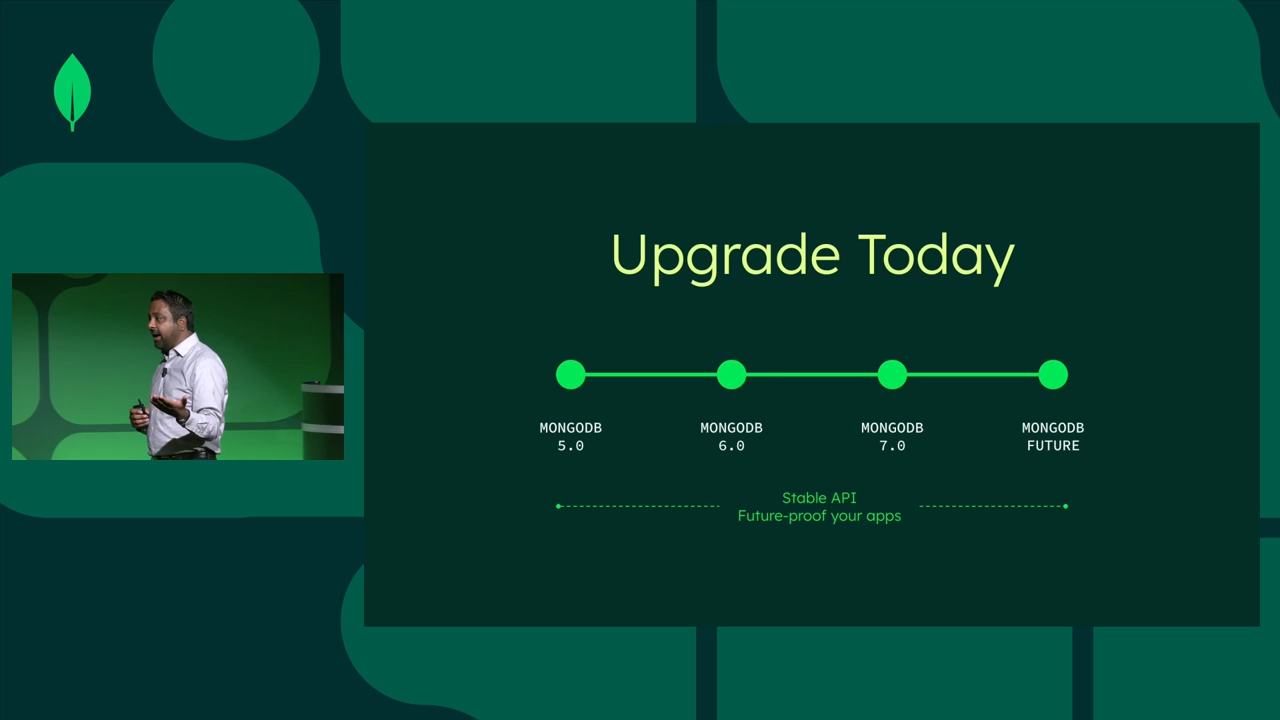 Upgrade Today
MONGODB 5.0
MONGODB 6.0
MONGODB 7.0
MONGODB FUTURE
Stable API
Future-proof your apps